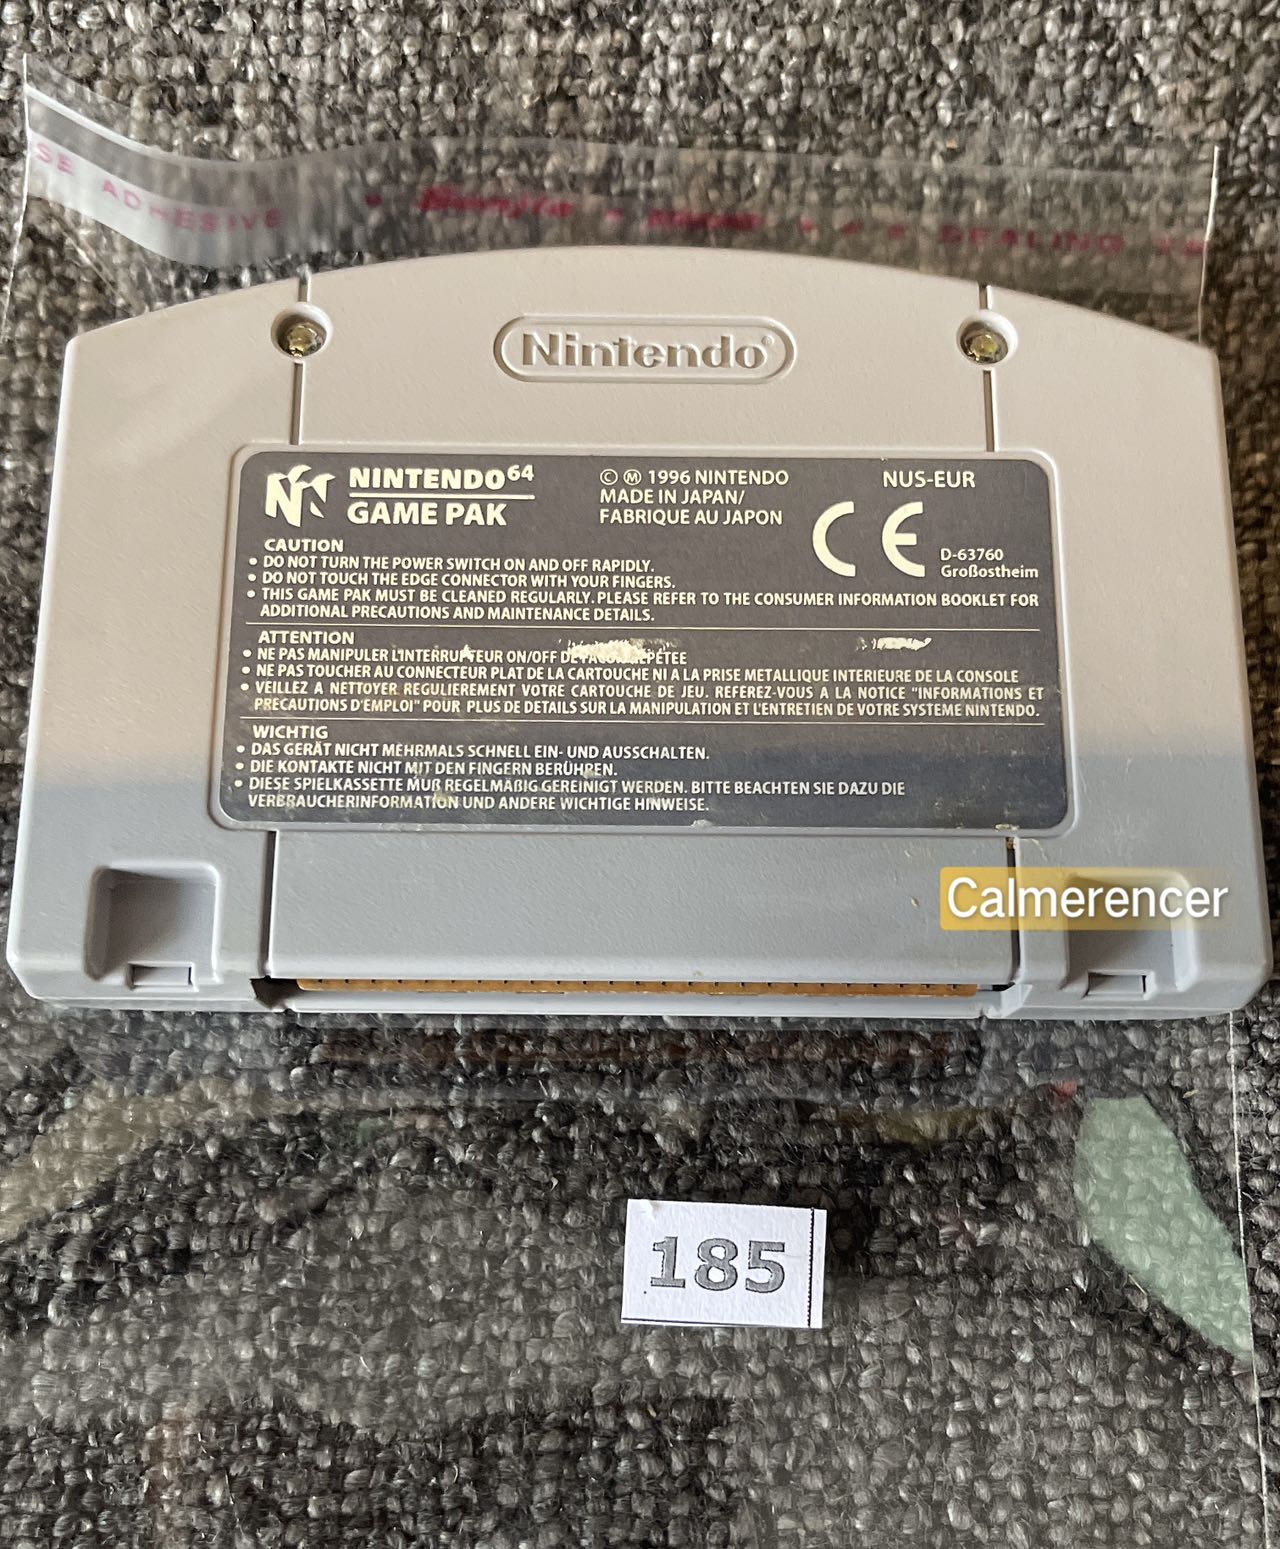 SE ADHESIVE
SEALING
Nintendo®
NINTENDO64
GAME PAK
© Ⓜ 1996 NINTENDO
MADE IN JAPAN/
FABRIQUE AU JAPON
NUS-EUR
CE
D-63760
Großostheim
CAUTION
• DO NOT TURN THE POWER SWITCH ON AND OFF RAPIDLY.
• DO NOT TOUCH THE EDGE CONNECTOR WITH YOUR FINGERS.
• THIS GAME PAK MUST BE CLEANED REGULARLY. PLEASE REFER TO THE CONSUMER INFORMATION BOOKLET FOR
ADDITIONAL PRECAUTIONS AND MAINTENANCE DETAILS.
ATTENTION
• NE PAS MANIPULER L'INTERRUPTEUR ON/OFF DE FAÇON RÉPÉTEE
• NE PAS TOUCHER AU CONNECTEUR PLAT DE LA CARTOUCHE NI A LA PRISE METALLIQUE INTERIEURE DE LA CONSOLE
• VEILLEZ A NETTOYER REGULIEREMENT VOTRE CARTOUCHE DE JEU. REFEREZ-VOUS A LA NOTICE "INFORMATIONS ET
PRECAUTIONS D'EMPLOI" POUR PLUS DE DETAILS SUR LA MANIPULATION ET L'ENTRETIEN DE VOTRE SYSTEME NINTENDO.
WICHTIG
• DAS GERÄT NICHT MEHRMALS SCHNELL EIN- UND AUSSCHALTEN.
• DIE KONTAKTE NICHT MIT DEN FINGERN BERÜHREN.
• DIESE SPIELKASSETTE MUß REGELMÄßIG GEREINIGT WERDEN. BITTE BEACHTEN SIE DAZU DIE
VERBRAUCHERINFORMATION UND ANDERE WICHTIGE HINWEISE.
Calmerencer
185